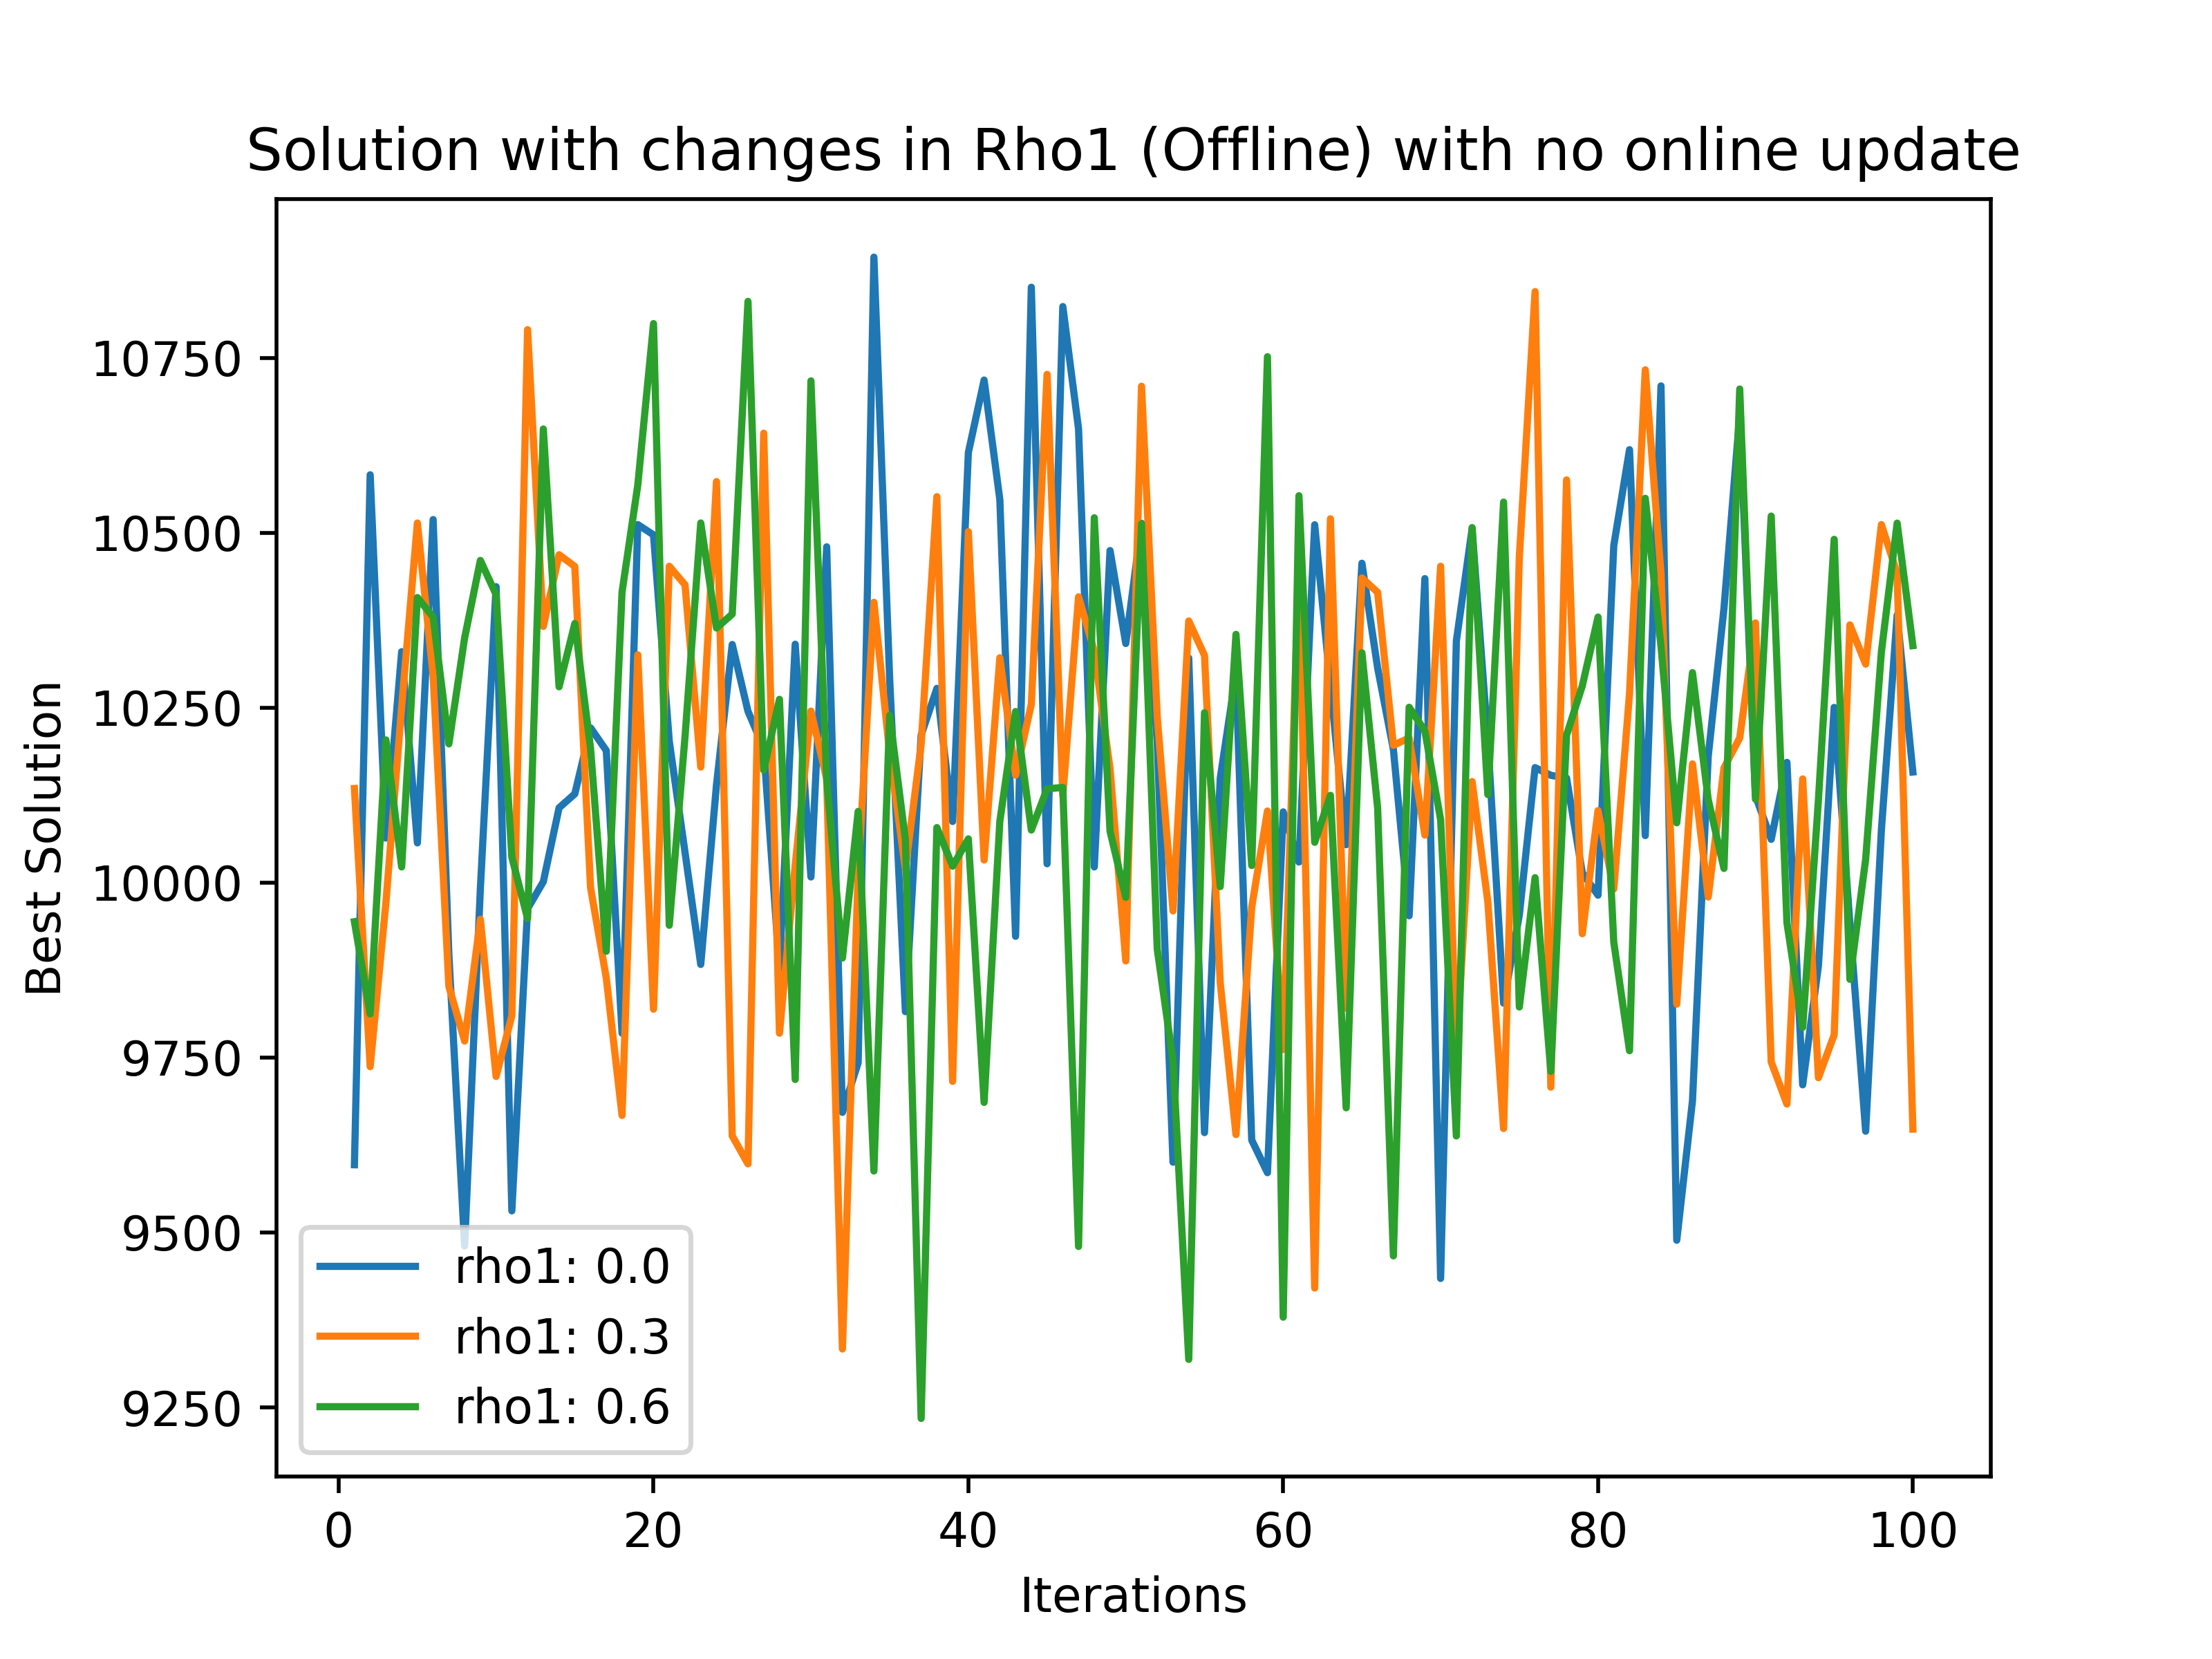 Solution with changes in Rho1 (Offline) with no online update
Best Solution
10750
10500
10250
10000
9750
9500
9250
rho1: 0.0
rho1: 0.3
rho1: 0.6
0 20 40 60 80 100
Iterations